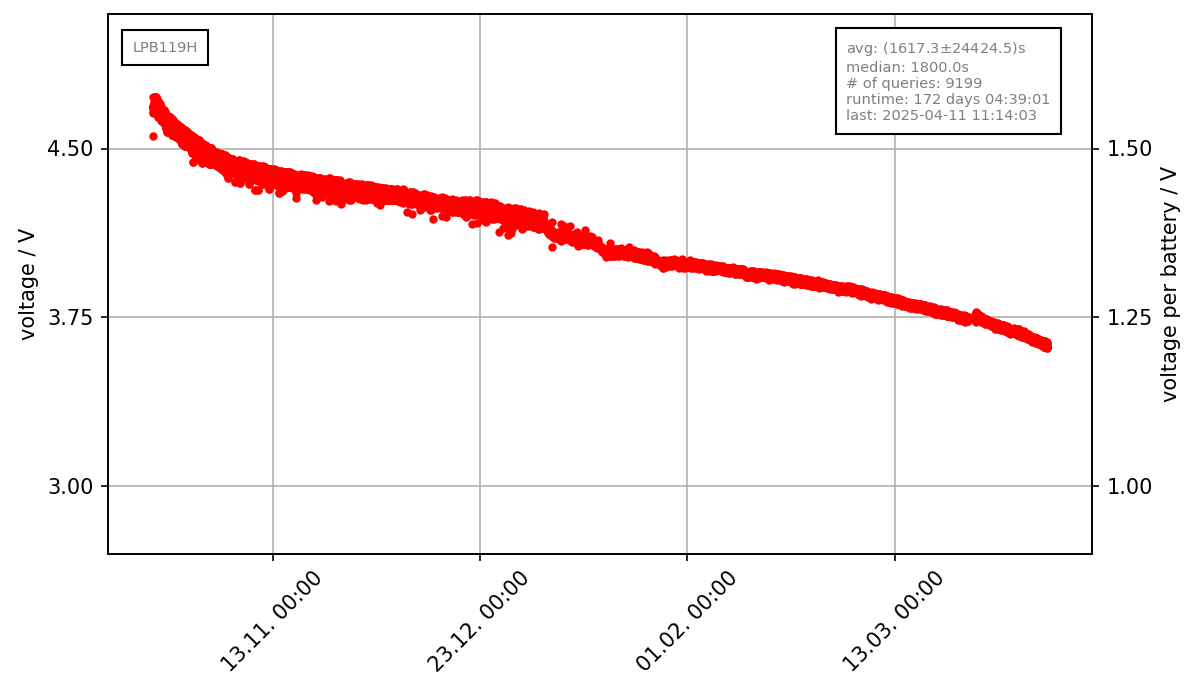 LPB119H
avg: (1617.3±24424.5)s
median: 1800.0s
# of queries: 9199
runtime: 172 days 04:39:01
last: 2025-04-11 11:14:03
4.50
3.75
3.00
voltage / V
1.50
1.25
1.00
voltage per battery / V
13.11. 00:00
23.12. 00:00
01.02. 00:00
13.03. 00:00